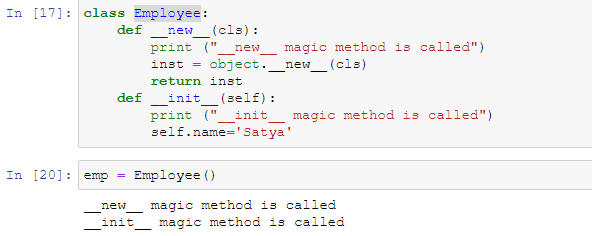 In [17]: class Employee:
def __new__(cls):
print ("__new__ magic method is called")
inst = object.__new__(cls)
return inst
def __init__(self):
print ("__init__ magic method is called")
self.name='Satya'
In [20]: emp = Employee()
__new__ magic method is called
__init__ magic method is called